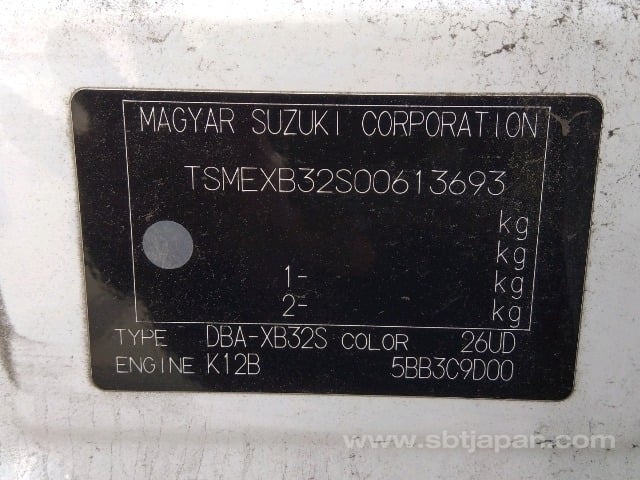 MAGYAR SUZUKI CORPORATION
TSMEXB32S00613693
kg
kg
1- kg
2- kg
TYPE DBA-XB32S COLOR 26UD
ENGINE K12B 5BB3C9D00
www.sbtjapan.com